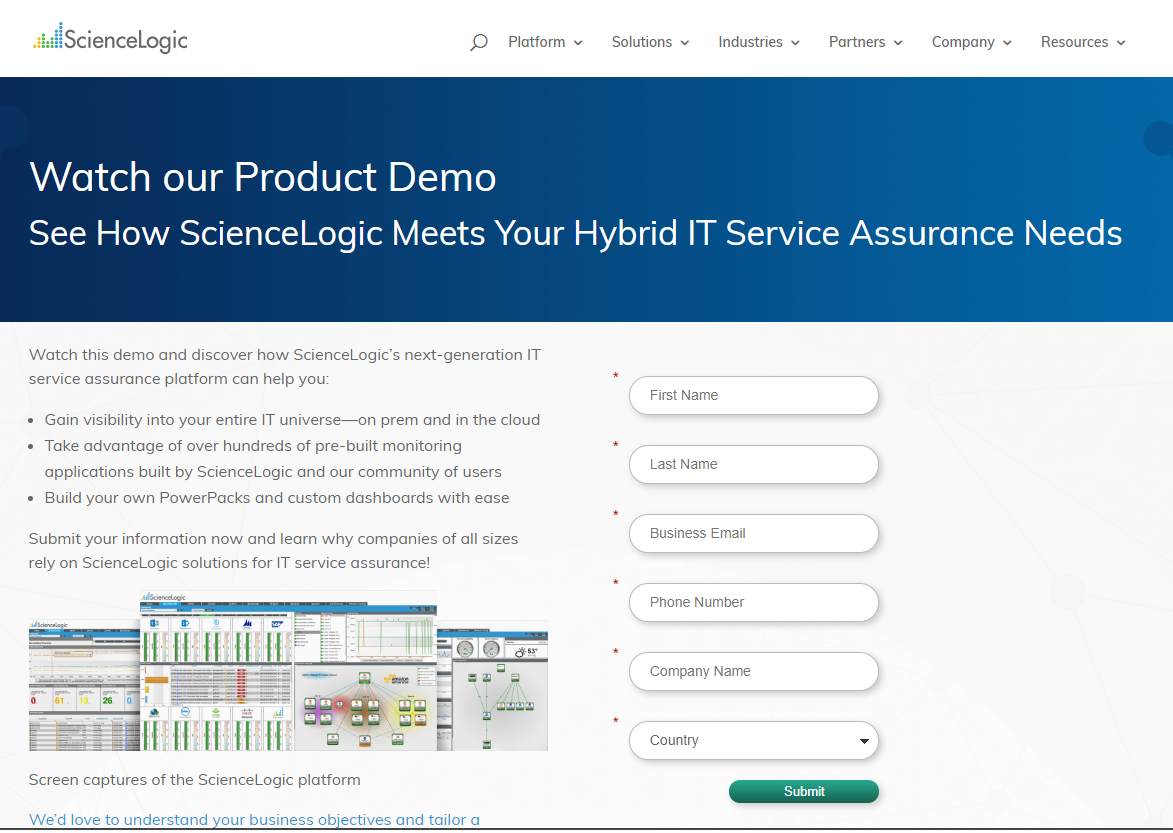 ScienceLogic
Platform
Solutions
Industries
Partners
Company
Resources
Watch our Product Demo
See How ScienceLogic Meets Your Hybrid IT Service Assurance Needs
Watch this demo and discover how ScienceLogic’s next-generation IT
service assurance platform can help you:
• Gain visibility into your entire IT universe—on prem and in the cloud
• Take advantage of over hundreds of pre-built monitoring
applications built by ScienceLogic and our community of users
• Build your own PowerPacks and custom dashboards with ease
Submit your information now and learn why companies of all sizes
rely on ScienceLogic solutions for IT service assurance!
ScienceLogic
ScienceLogic
53°
Screen captures of the ScienceLogic platform
We’d love to understand your business objectives and tailor a
* First Name
* Last Name
* Business Email
* Phone Number
* Company Name
* Country
Submit